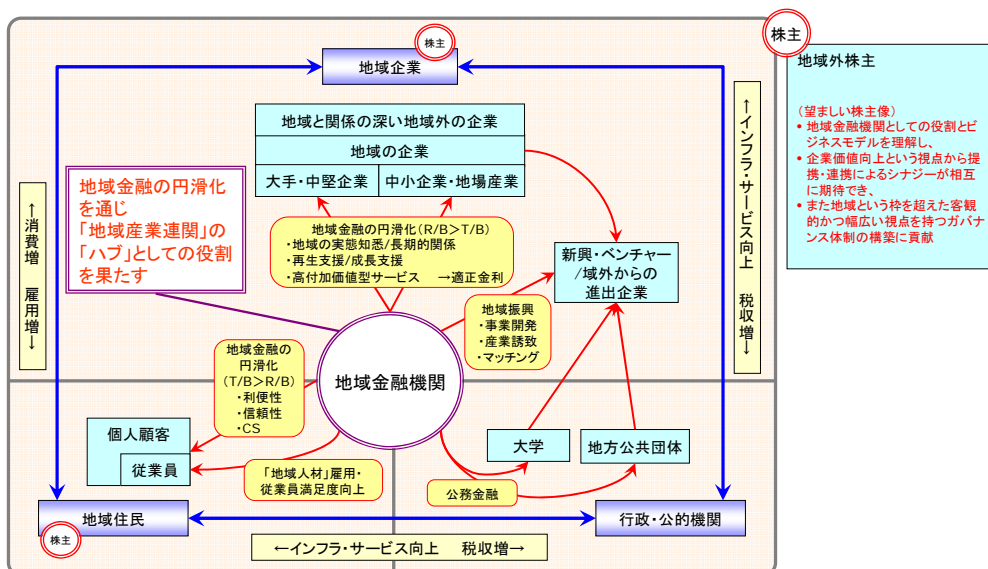 株主
地域企業
株主
地域外株主
(望ましい株主像)
• 地域金融機関としての役割とビ
ジネスモデルを理解し、
• 企業価値向上という視点から提
携・連携によるシナジーが相互
に期待でき、
• また地域という枠を超えた客観
的かつ幅広い視点を持つガバナ
ンス体制の構築に貢献
←インフラ・サービス向上 税収増→
地域と関係の深い地域外の企業
地域の企業
大手・中堅企業
中小企業・地場産業
←消費増 雇用増→
地域金融の円滑化
を通じ
「地域産業連関」の
「ハブ」としての役割
を果たす
地域金融の円滑化(R/B>T/B)
・地域の実態知悉/長期的関係
・再生支援/成長支援
・高付加価値型サービス →適正金利
新興・ベンチャー
/域外からの
進出企業
地域振興
・事業開発
・産業誘致
・マッチング
地域金融の
円滑化
(T/B>R/B)
・利便性
・信頼性
・CS
地域金融機関
個人顧客
従業員
大学
地方公共団体
「地域人材」雇用・
従業員満足度向上
公務金融
地域住民
行政・公的機関
株主
←インフラ・サービス向上 税収増→